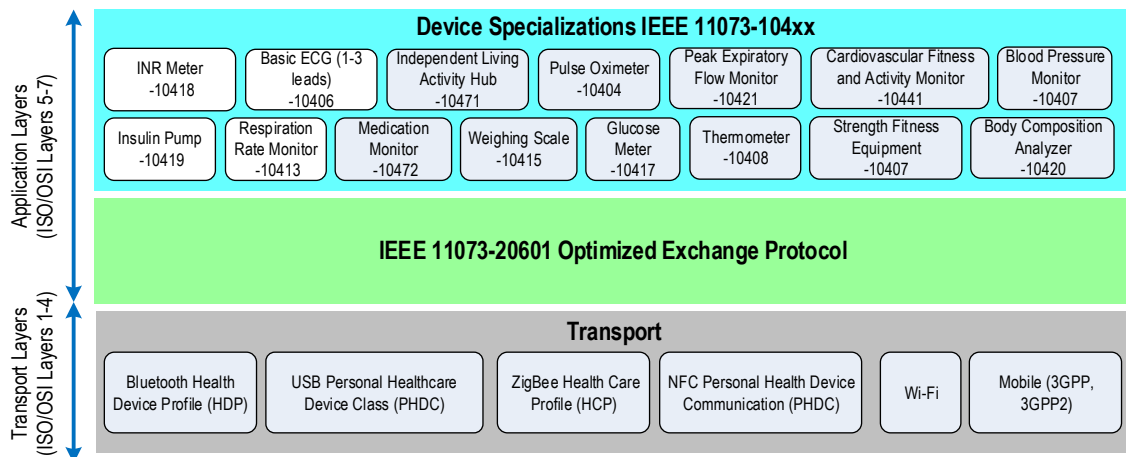 Device Specializations IEEE 11073-104xx
INR Meter
-10418
Basic ECG (1-3
leads)
-10406
Independent Living
Activity Hub
-10471
Pulse Oximeter
-10404
Peak Expiratory
Flow Monitor
-10421
Cardiovascular Fitness
and Activity Monitor
-10441
Blood Pressure
Monitor
-10407
Insulin Pump
-10419
Respiration
Rate Monitor
-10413
Medication
Monitor
-10472
Weighing Scale
-10415
Glucose
Meter
-10417
Thermometer
-10408
Strength Fitness
Equipment
-10407
Body Composition
Analyzer
-10420
Application Layers
(ISO/OSI Layers 5-7)
IEEE 11073-20601 Optimized Exchange Protocol
Transport Layers
(ISO/OSI Layers 1-4)
Transport
Bluetooth Health
Device Profile (HDP)
USB Personal Healthcare
Device Class (PHDC)
ZigBee Health Care
Profile (HCP)
NFC Personal Health Device
Communication (PHDC)
Wi-Fi
Mobile (3GPP,
3GPP2)